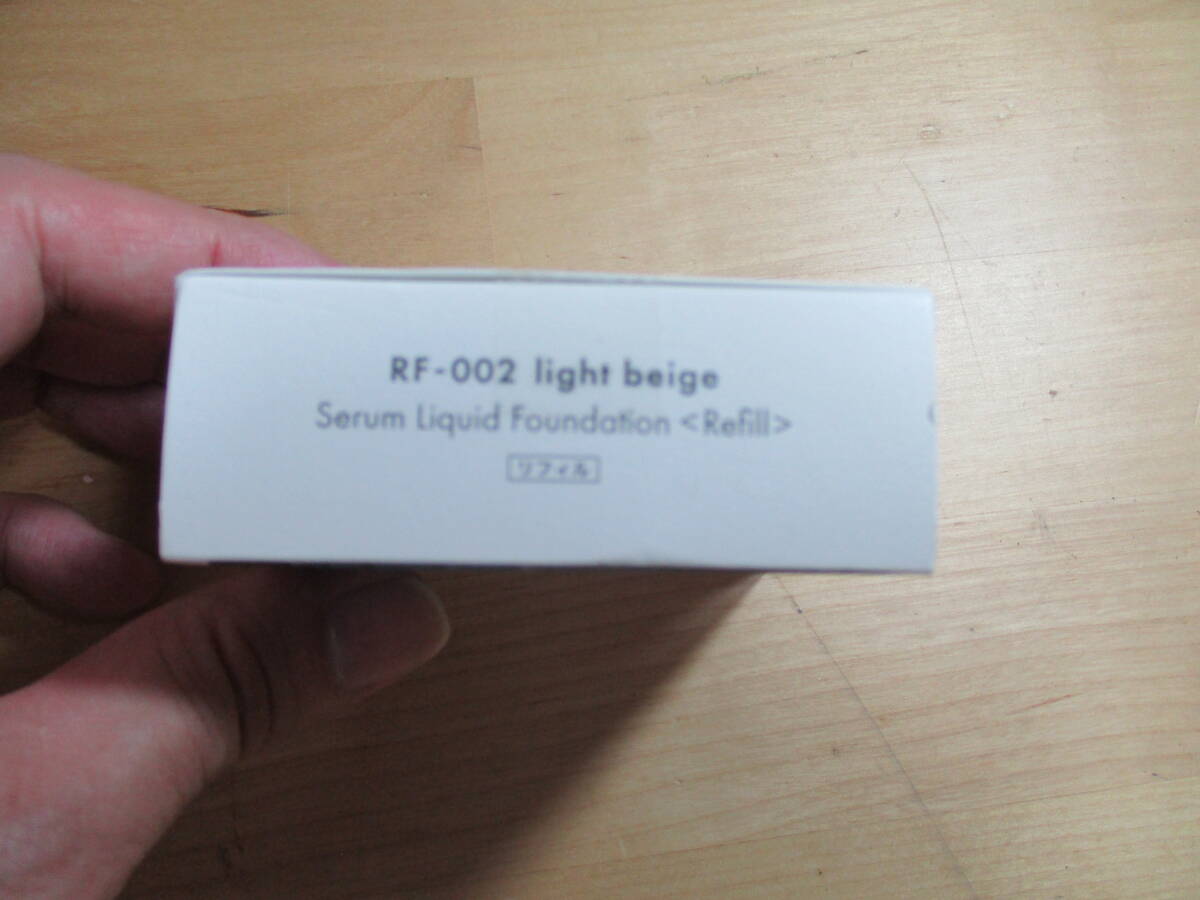 RF-002 light beige
Serum Liquid Foundation <Refill>
リフィル